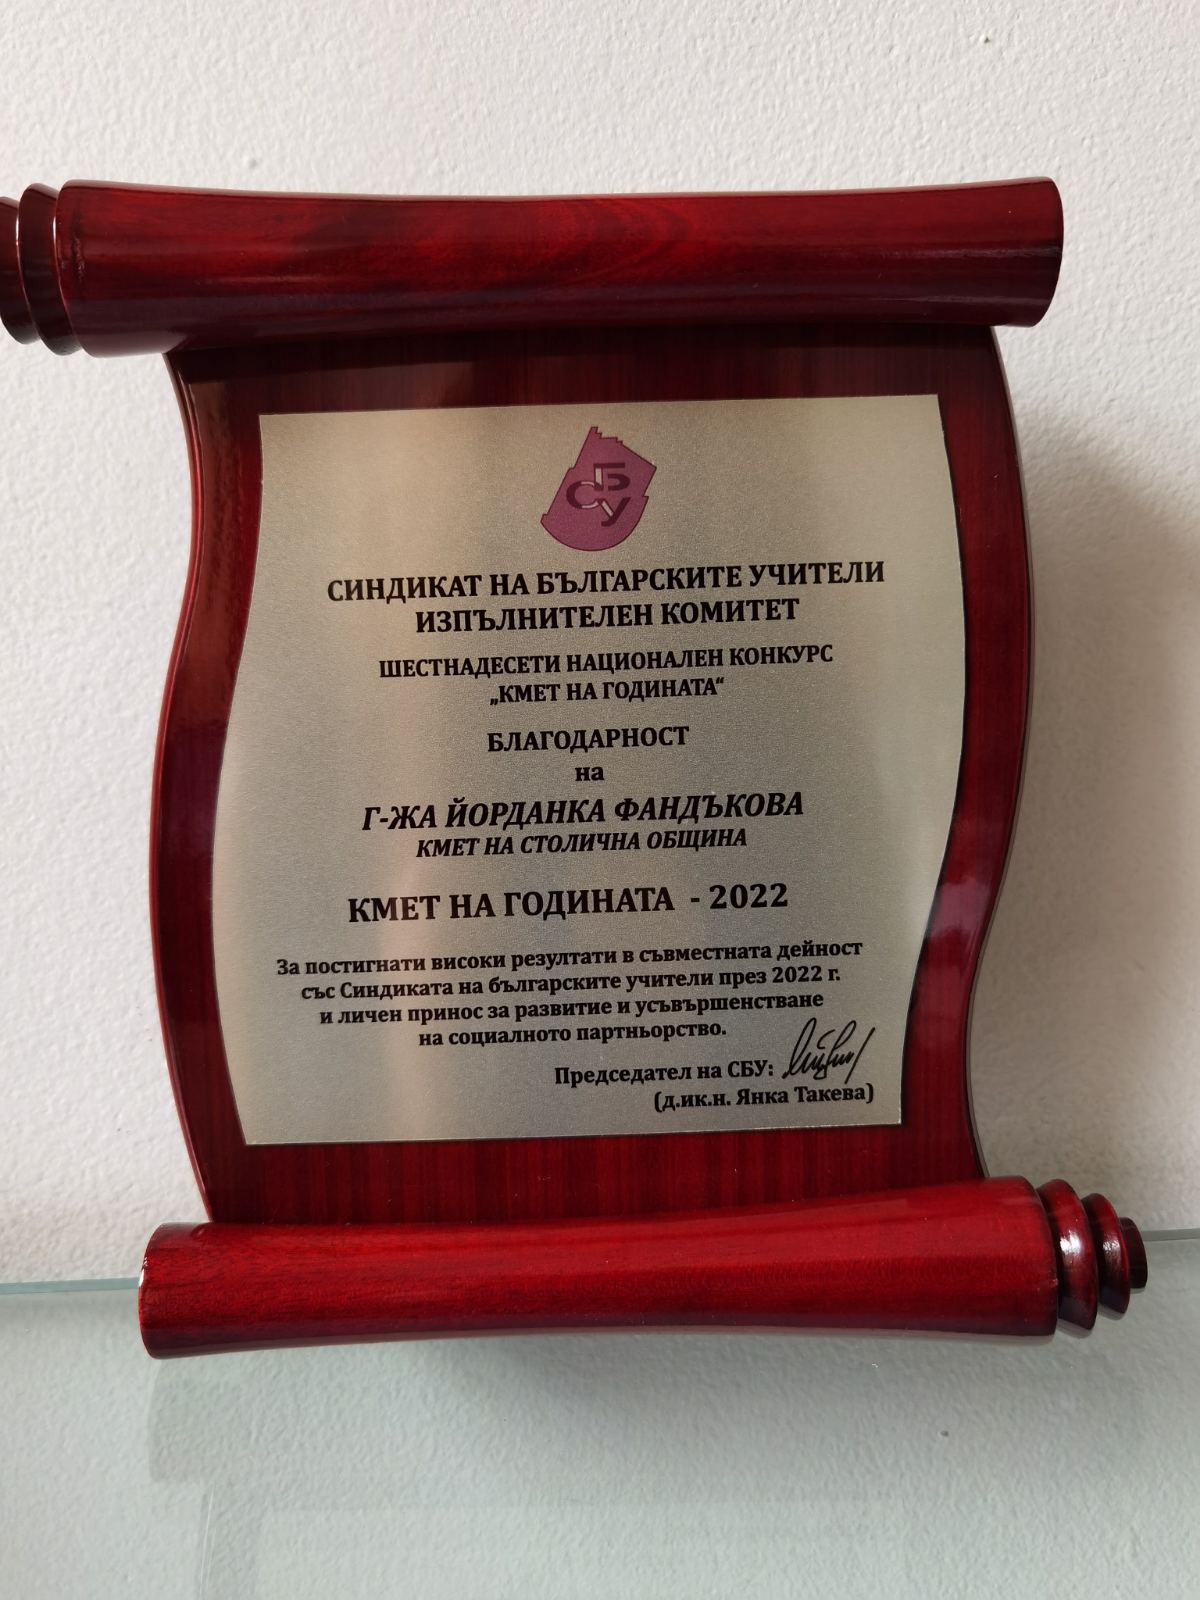 СБУ
СИНДИКАТ НА БЪЛГАРСКИТЕ УЧИТЕЛИ
ИЗПЪЛНИТЕЛЕН КОМИТЕТ
ШЕСТНАДЕСЕТИ НАЦИОНАЛЕН КОНКУРС
„КМЕТ НА ГОДИНАТА“
БЛАГОДАРНОСТ
на
Г-ЖА ЙОРДАНКА ФАНДЪКОВА
КМЕТ НА СТОЛИЧНА ОБЩИНА
КМЕТ НА ГОДИНАТА - 2022
За постигнати високи резултати в съвместната дейност
със Синдиката на българските учители през 2022 г.
и личен принос за развитие и усъвършенстване
на социалното партньорство.
Председател на СБУ:
(д.ик.н. Янка Такева)